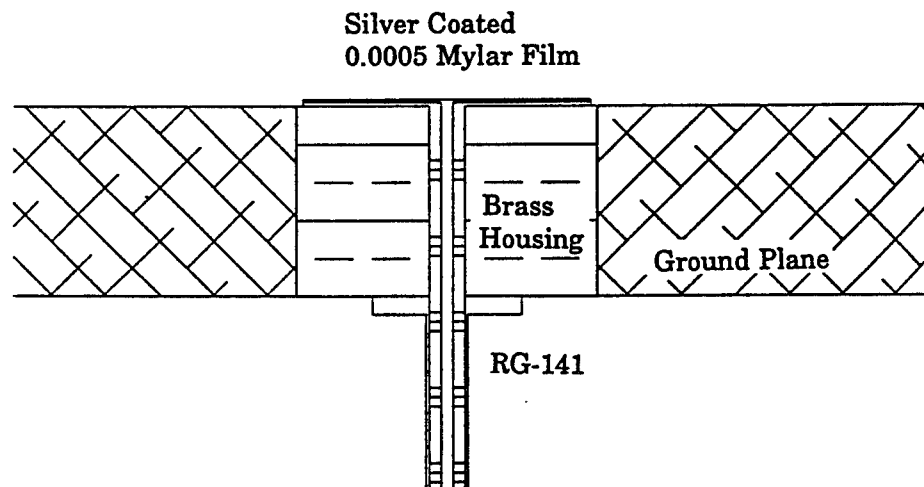 Silver Coated
0.0005 Mylar Film
Brass
Housing
Ground Plane
RG-141